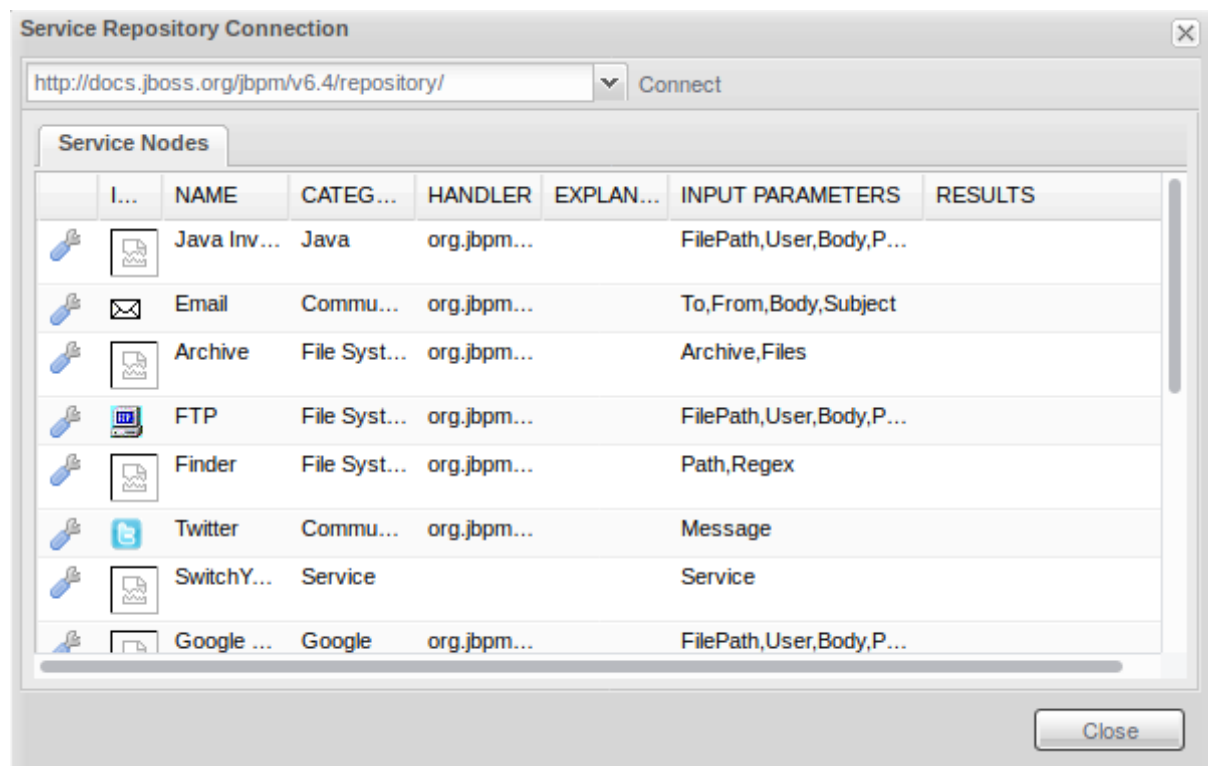 Service Repository Connection
http://docs.jboss.org/jbpm/v6.4/repository/ Connect
Service Nodes
I... NAME CATEG... HANDLER EXPLAN... INPUT PARAMETERS RESULTS
Java Inv... Java org.jbpm... FilePath,User,Body,P...
Email Commu... org.jbpm... To,From,Body,Subject
Archive File Syst... org.jbpm... Archive,Files
FTP File Syst... org.jbpm... FilePath,User,Body,P...
Finder File Syst... org.jbpm... Path,Regex
Twitter Commu... org.jbpm... Message
SwitchY... Service Service
Google ... Google org.jbpm... FilePath,User,Body,P...
Close